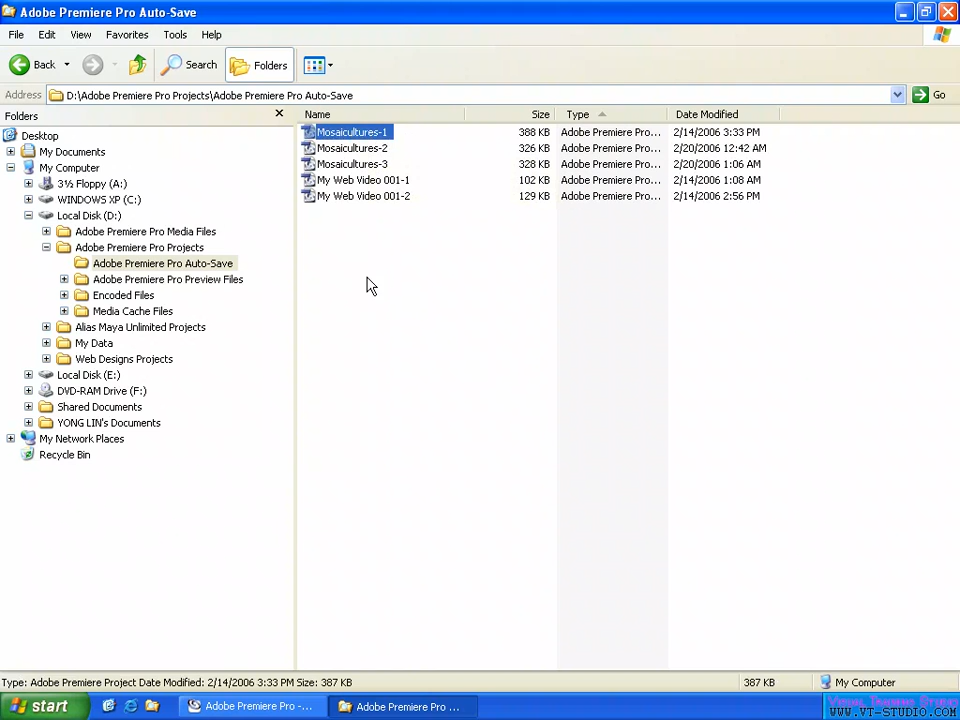 Adobe Premiere Pro Auto-Save
File Edit View Favorites Tools Help
Back Search Folders
Address D:\Adobe Premiere Pro Projects\Adobe Premiere Pro Auto-Save Go
Folders
Desktop
My Documents
My Computer
3½ Floppy (A:)
WINDOWS XP (C:)
Local Disk (D:)
Adobe Premiere Pro Media Files
Adobe Premiere Pro Projects
Adobe Premiere Pro Auto-Save
Adobe Premiere Pro Preview Files
Encoded Files
Media Cache Files
Alias Maya Unlimited Projects
My Data
Web Designs Projects
Local Disk (E:)
DVD-RAM Drive (F:)
Shared Documents
YONG LIN's Documents
My Network Places
Recycle Bin
Name Size Type Date Modified
Mosaicultures-1 388 KB Adobe Premiere Pro... 2/14/2006 3:33 PM
Mosaicultures-2 326 KB Adobe Premiere Pro... 2/20/2006 12:42 AM
Mosaicultures-3 328 KB Adobe Premiere Pro... 2/20/2006 1:06 AM
My Web Video 001-1 102 KB Adobe Premiere Pro... 2/14/2006 1:08 AM
My Web Video 001-2 129 KB Adobe Premiere Pro... 2/14/2006 2:56 PM
Type: Adobe Premiere Project Date Modified: 2/14/2006 3:33 PM Size: 387 KB 387 KB My Computer
start Adobe Premiere Pro -... Adobe Premiere Pro ...
Visual Training Studio
WWW.VT-STUDIO.COM